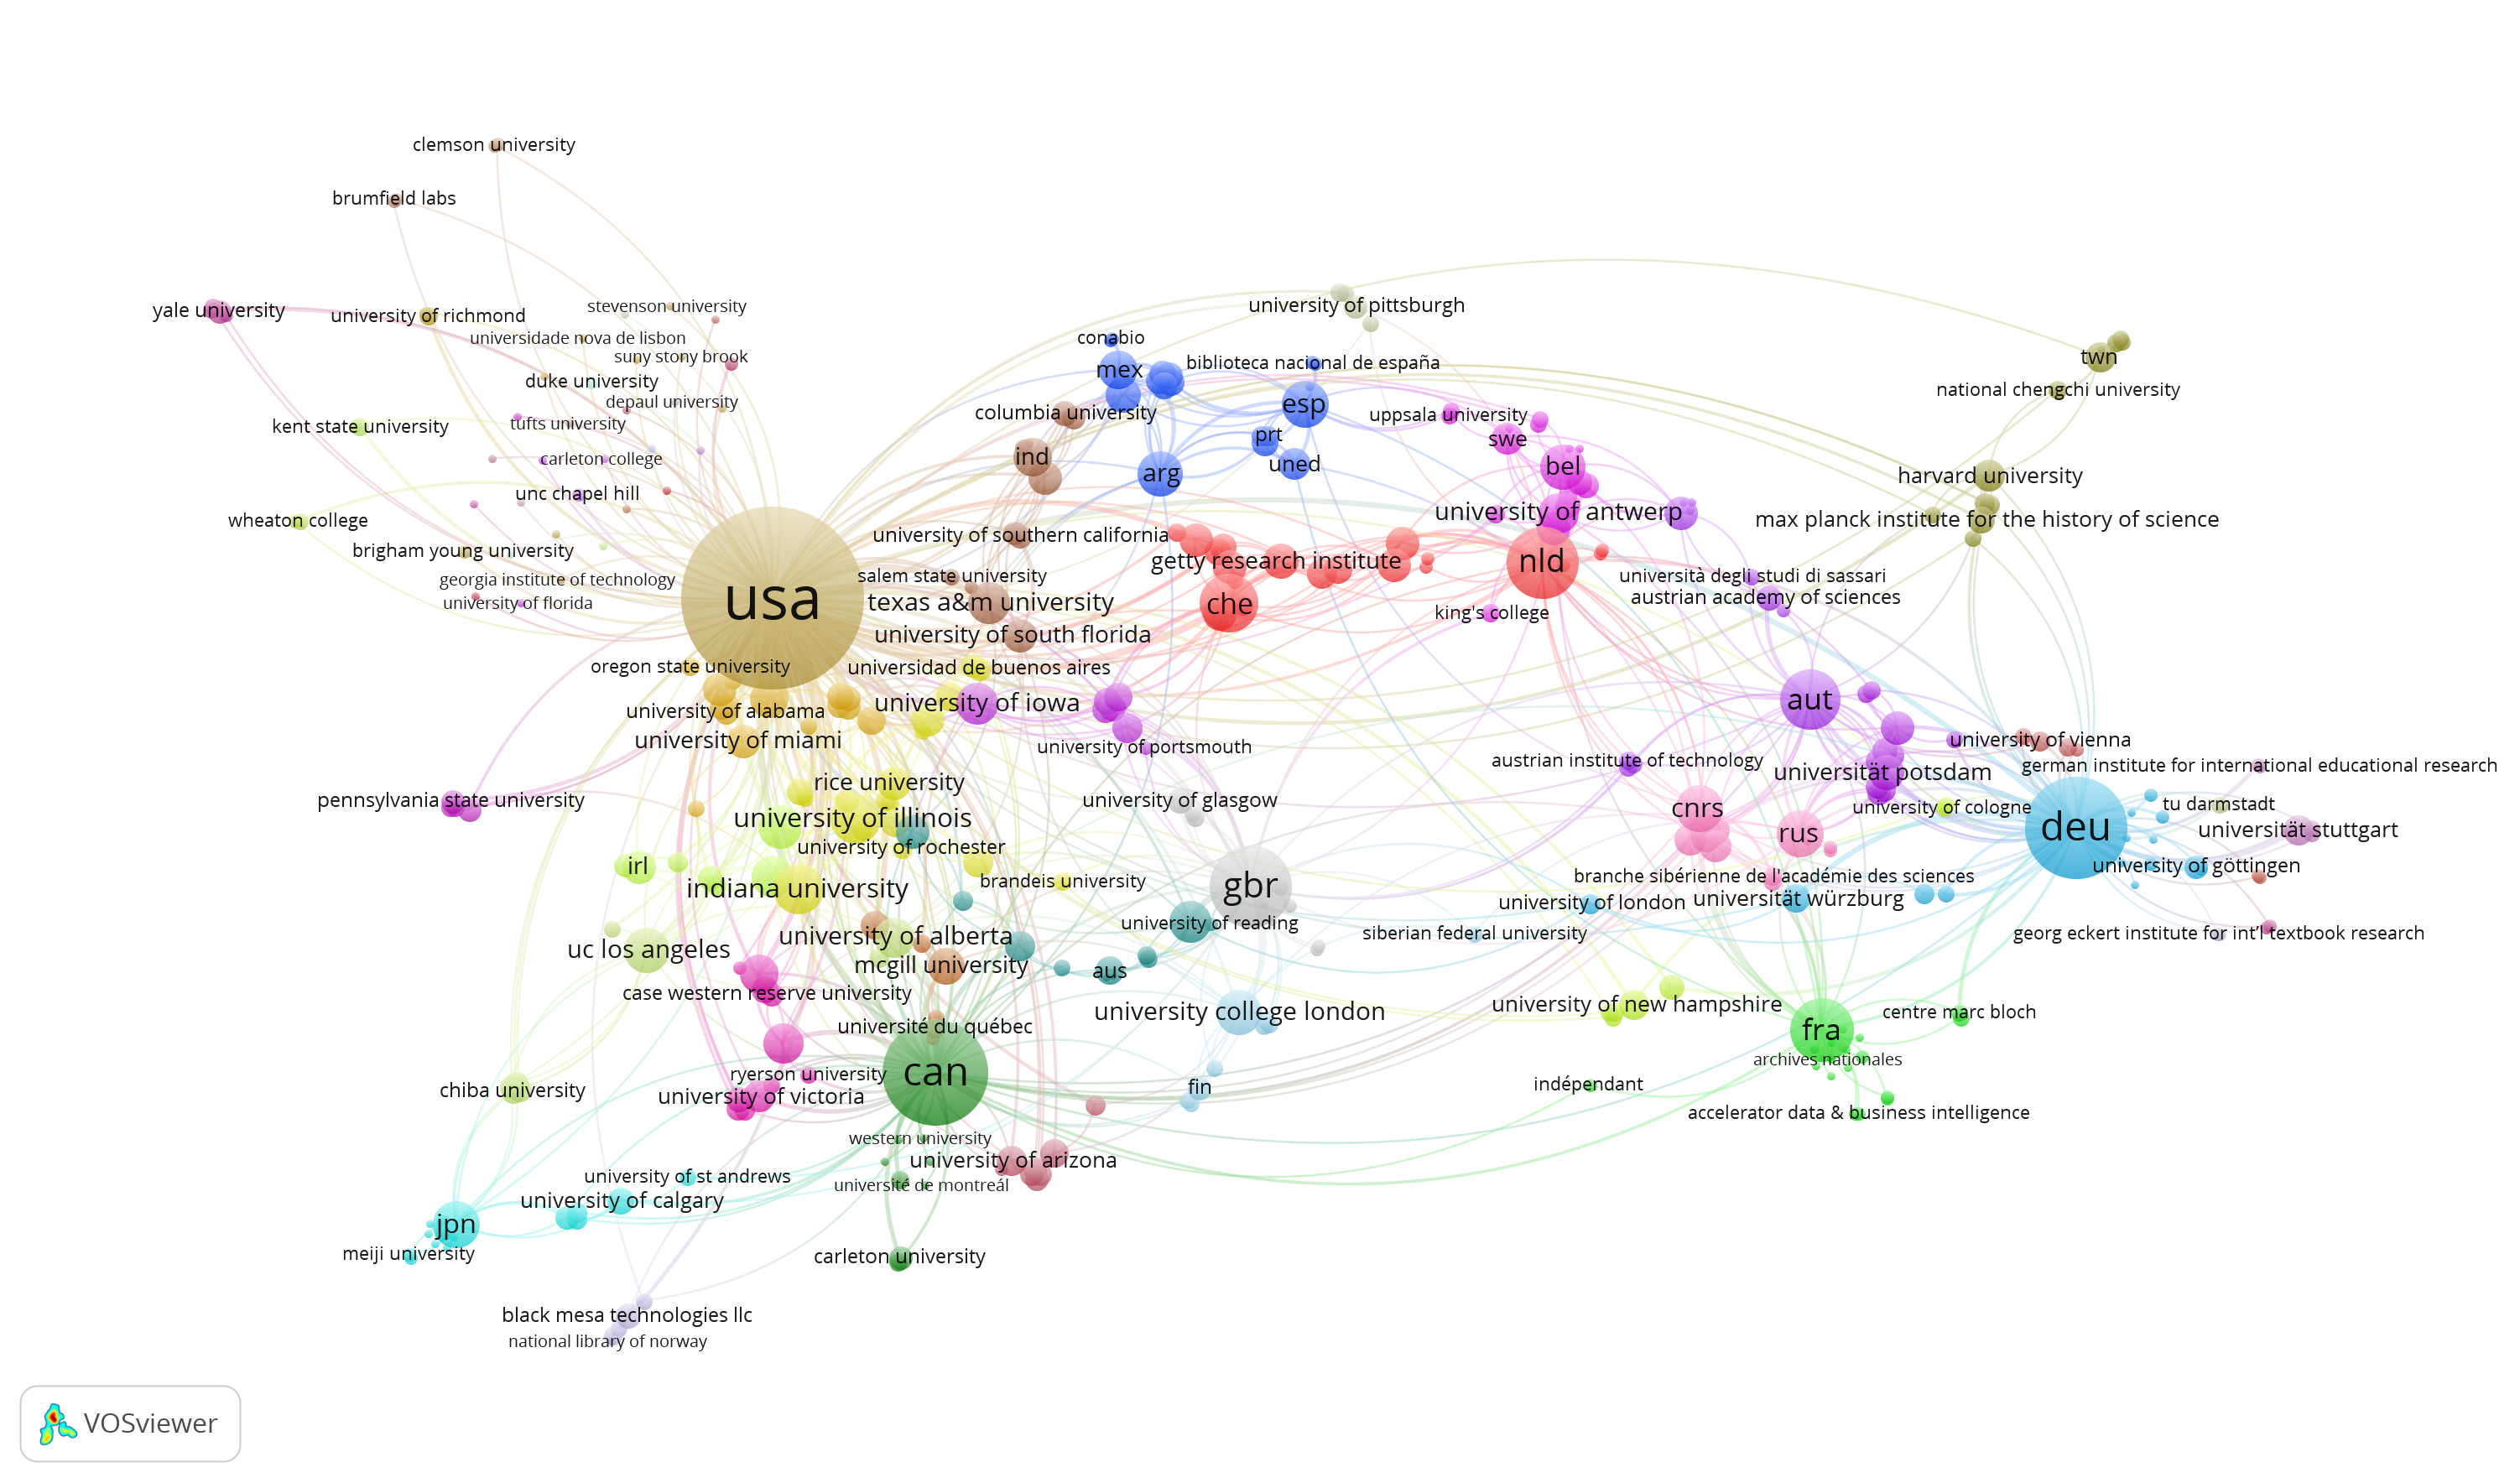 clemson university
brumfield labs
yale university
university of richmond
stevenson university
university of pittsburgh
universidade nova de lisbon
conabio
suny stony brook
mex
biblioteca nacional de españa
twn
duke university
national chengchi university
depaul university
esp
columbia university
uppsala university
tufts university
kent state university
prt
swe
carleton college
ind
uned
bel
arg
harvard university
unc chapel hill
university of antwerp
wheaton college
max planck institute for the history of science
university of southern california
brigham young university
getty research institute
nld
georgia institute of technology
salem state university
università degli studi di sassari
usa
university of florida
texas a&m university
che
austrian academy of sciences
king's college
university of south florida
oregon state university
universidad de buenos aires
university of iowa
aut
university of alabama
university of miami
university of portsmouth
university of vienna
austrian institute of technology
german institute for international educational research
universität potsdam
rice university
pennsylvania state university
university of glasgow
cnrs
university of cologne
tu darmstadt
university of illinois
rus
deu
universität stuttgart
university of rochester
irl
university of göttingen
brandeis university
branche sibérienne de l'académie des sciences
indiana university
gbr
university of london
universität würzburg
university of reading
university of alberta
siberian federal university
georg eckert institute for int'l textbook research
uc los angeles
mcgill university
aus
case western reserve university
university of new hampshire
university college london
centre marc bloch
université du québec
fra
archives nationales
ryerson university
can
chiba university
fin
indépendant
university of victoria
accelerator data & business intelligence
western university
university of arizona
university of st andrews
université de montreál
university of calgary
jpn
meiji university
carleton university
black mesa technologies llc
national library of norway
VOSviewer